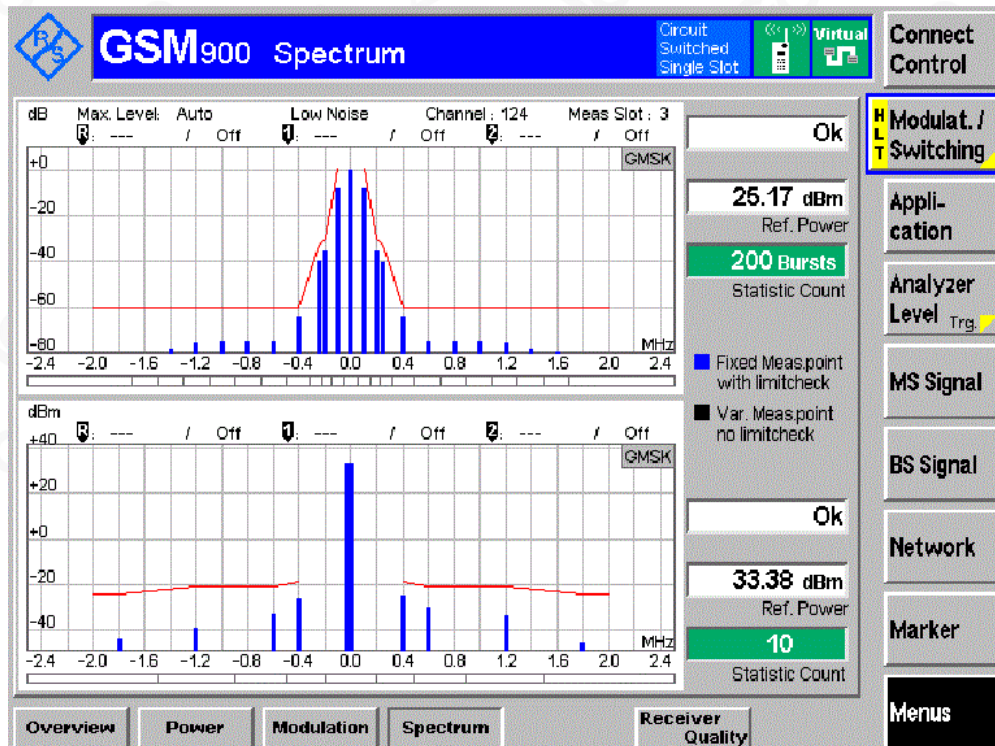 R&S
GSM900 Spectrum
Circuit Switched Single Slot
Virtual
Connect Control
dB Max. Level: Auto Low Noise Channel : 124 Meas Slot : 3
R: --- / Off 1: --- / Off 2: --- / Off
GMSK
+0
-20
-40
-60
-80
MHz
-2.4 -2.0 -1.6 -1.2 -0.8 -0.4 0.0 0.4 0.8 1.2 1.6 2.0 2.4
Ok
25.17 dBm
Ref. Power
200 Bursts
Statistic Count
Fixed Meas.point
with limitcheck
Var. Meas.point
no limitcheck
dBm
R: --- / Off 1: --- / Off 2: --- / Off
GMSK
+40
+20
+0
-20
-40
MHz
-2.4 -2.0 -1.6 -1.2 -0.8 -0.4 0.0 0.4 0.8 1.2 1.6 2.0 2.4
Ok
33.38 dBm
Ref. Power
10
Statistic Count
HLT
Modulat./
Switching
Appli-
cation
Analyzer
Level Trg.
MS Signal
BS Signal
Network
Marker
Menus
Overview Power Modulation Spectrum Receiver Quality